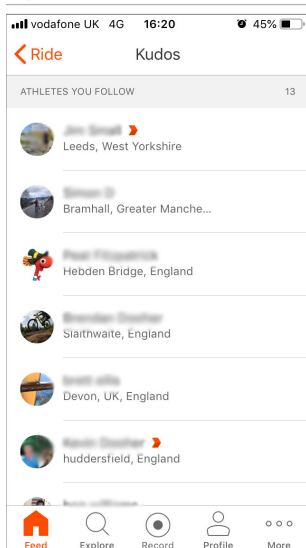 vodafone UK 4G 16:20 45%
Ride Kudos
ATHLETES YOU FOLLOW 13
Leeds, West Yorkshire
Bramhall, Greater Manche...
Hebden Bridge, England
Slaithwaite, England
Devon, UK, England
huddersfield, England
Feed Explore Record Profile More